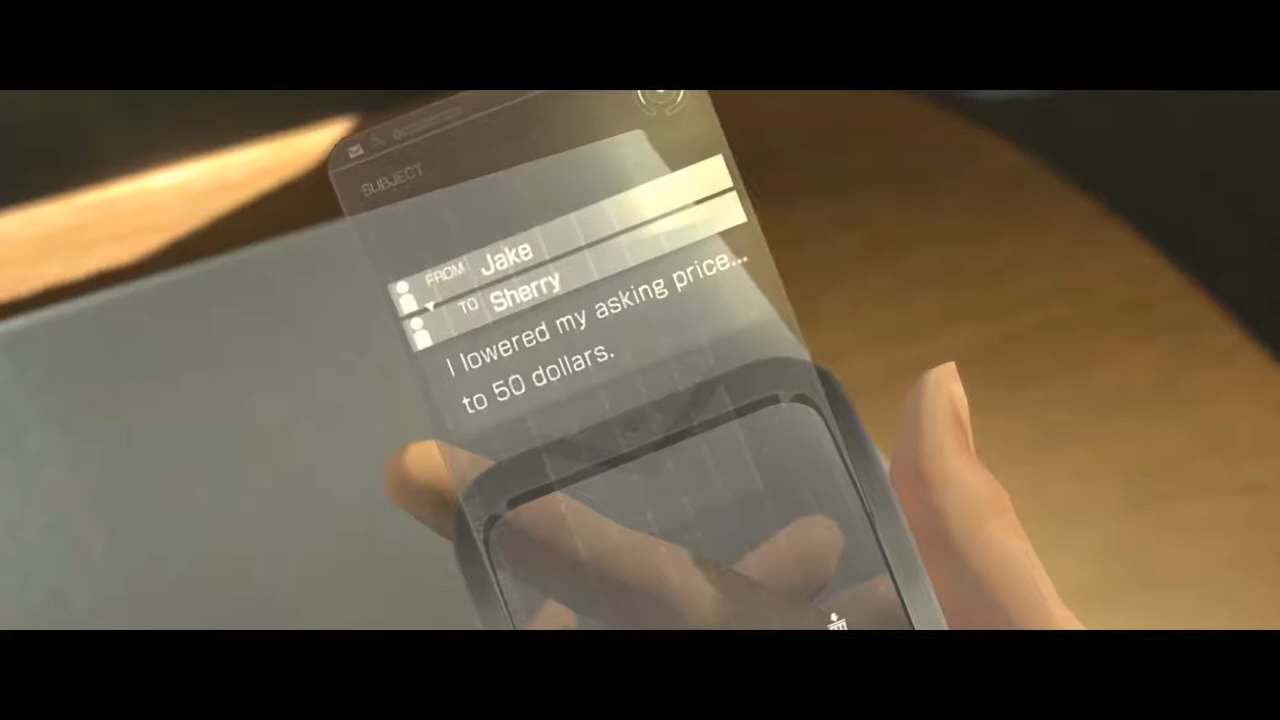 SUBJECT
FROM Jake
TO Sherry
I lowered my asking price...
to 50 dollars.